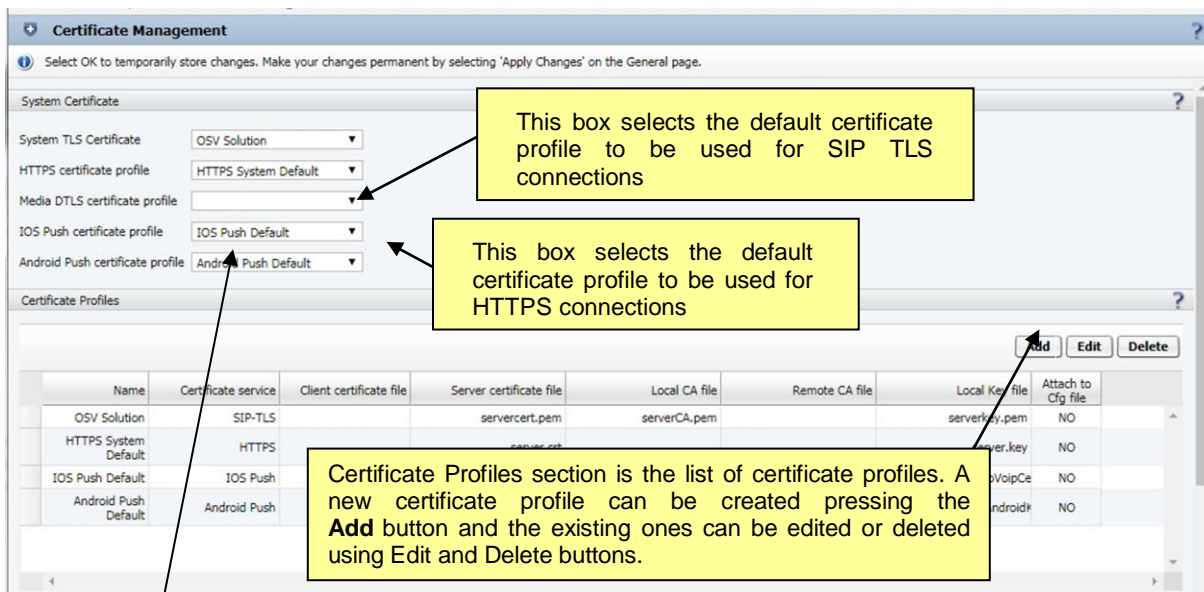 Certificate Management
?
Select OK to temporarily store changes. Make your changes permanent by selecting 'Apply Changes' on the General page.
System Certificate
?
System TLS Certificate OSV Solution
HTTPS certificate profile HTTPS System Default
Media DTLS certificate profile
IOS Push certificate profile IOS Push Default
Android Push certificate profile Android Push Default
This box selects the default certificate
profile to be used for SIP TLS
connections
This box selects the default
certificate profile to be used for
HTTPS connections
Certificate Profiles
?
Add Edit Delete
Name Certificate service Client certificate file Server certificate file Local CA file Remote CA file Local Key file Attach to
Cfg file
OSV Solution SIP-TLS servercert.pem serverCA.pem serverkey.pem NO
HTTPS System
Default HTTPS server.crt server.key NO
IOS Push Default IOS Push NO
Android Push
Default Android Push NO
Certificate Profiles section is the list of certificate profiles. A
new certificate profile can be created pressing the
Add button and the existing ones can be edited or deleted
using Edit and Delete buttons.